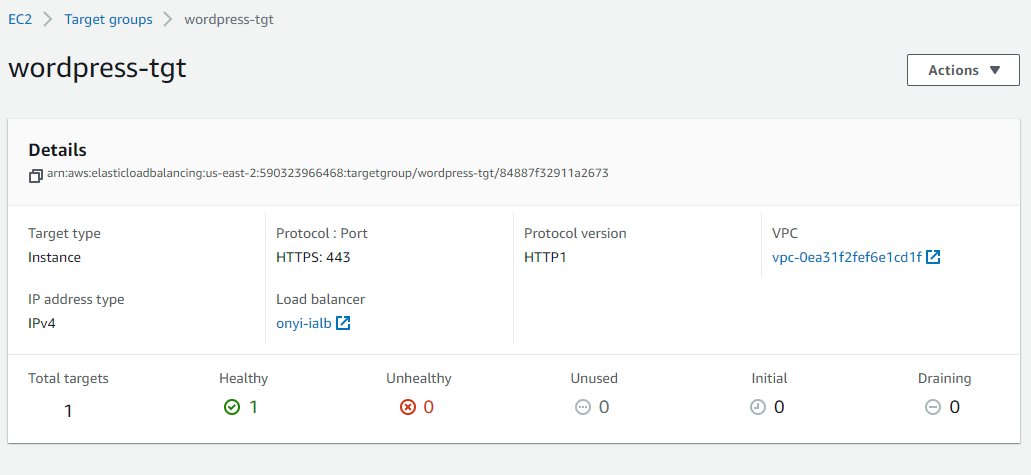 EC2 > Target groups > wordpress-tgt
wordpress-tgt
Actions
Details
arn:aws:elasticloadbalancing:us-east-2:590323966468:targetgroup/wordpress-tgt/84887f32911a2673
Target type Protocol : Port Protocol version VPC
Instance HTTPS: 443 HTTP1 vpc-0ea31f2fef6e1cd1f
IP address type Load balancer
IPv4 onyi-ialb
Total targets Healthy Unhealthy Unused Initial Draining
1 1 0 0 0 0